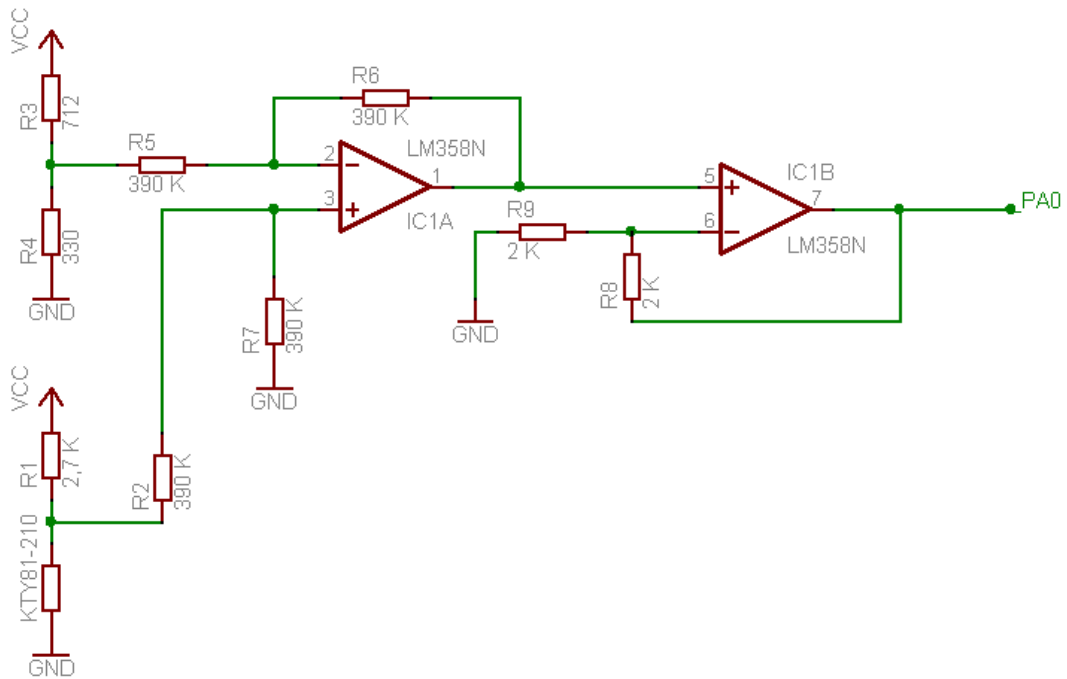 VCC
R3
712
R6
390 K
R5
390 K
2
3
1
LM358N
IC1A
R4
330
GND
R7
390 K
GND
R9
2 K
R8
2 K
GND
5
6
7
IC1B
LM358N
PA0
VCC
R1
2,7 K
R2
390 K
KTY81-210
GND